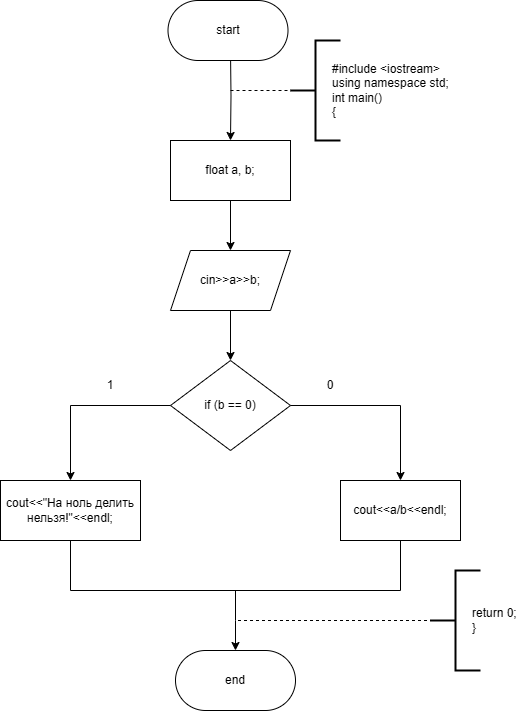 start
#include <iostream>
using namespace std;
int main()
{
float a, b;
cin>>a>>b;
1
0
if (b == 0)
cout<<"На ноль делить
нельзя!"<<endl;
cout<<a/b<<endl;
return 0;
}
end